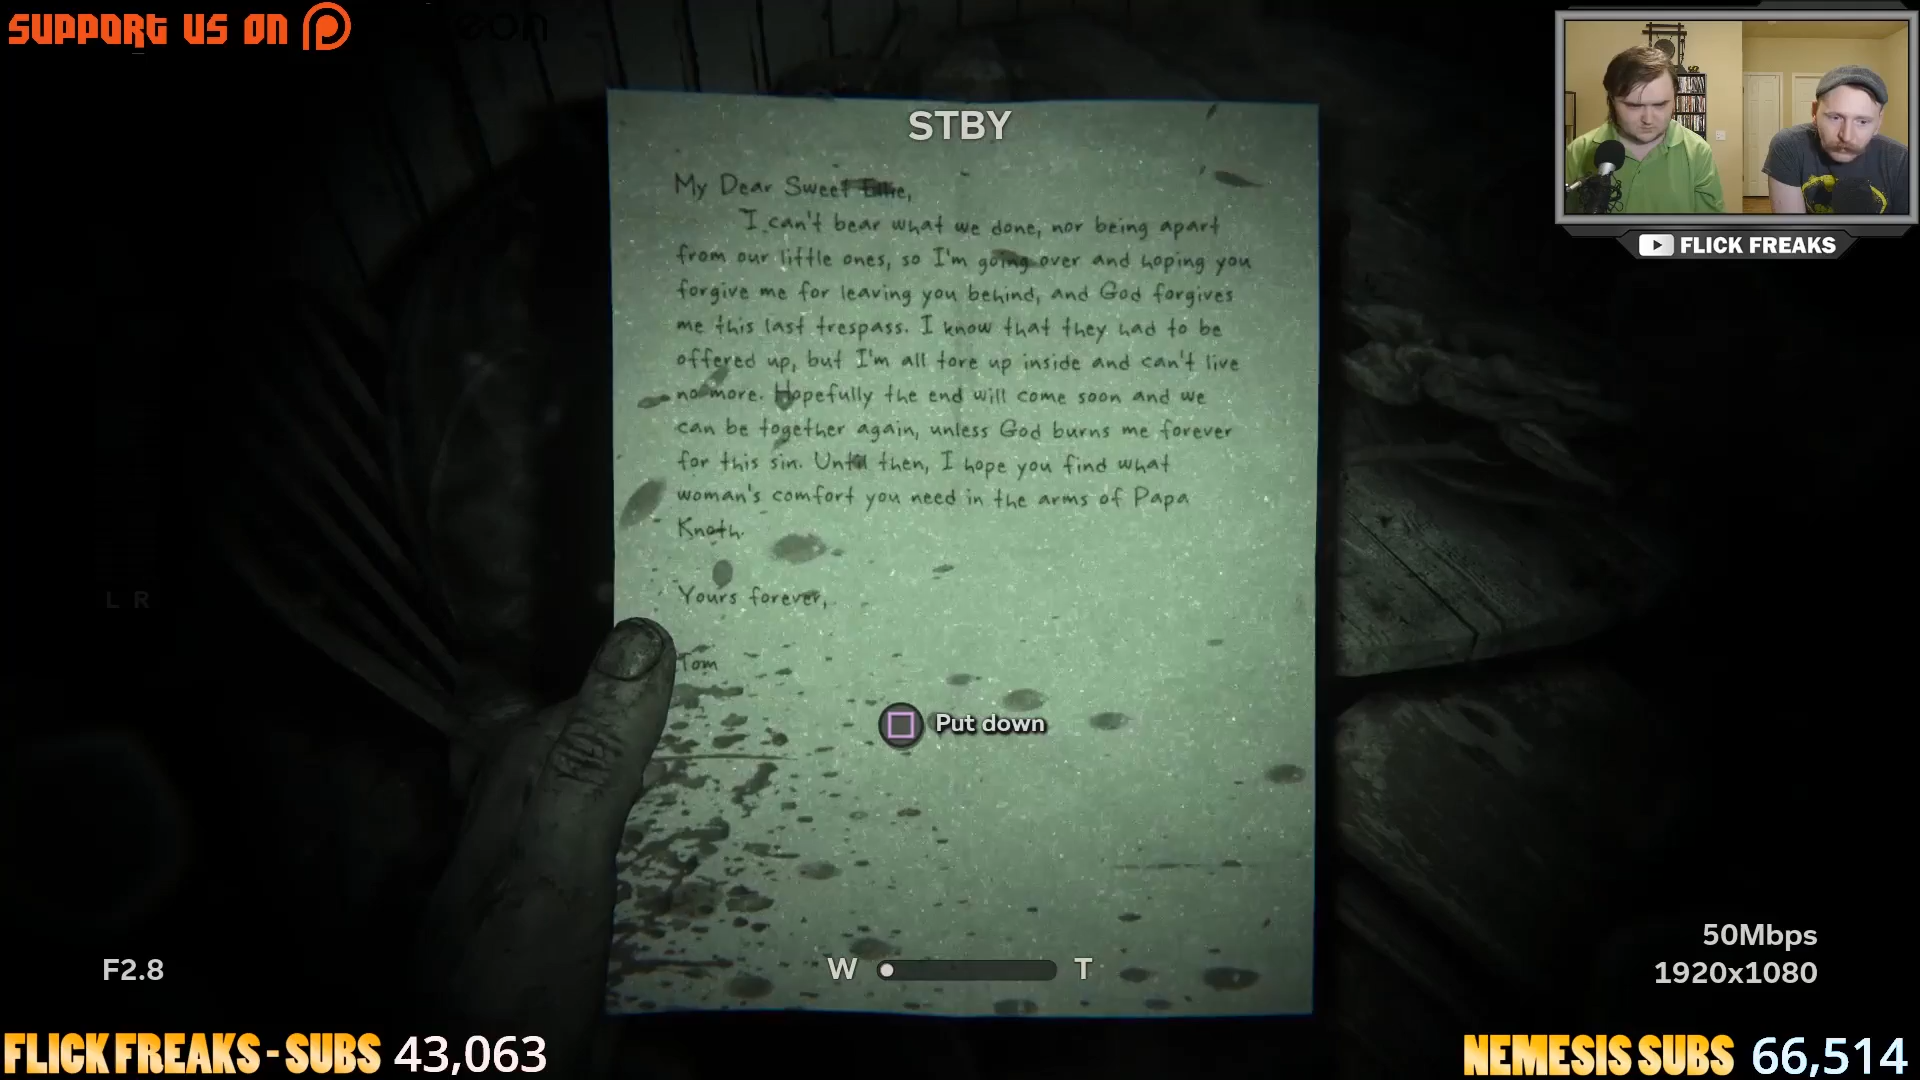 SUPPORT US ON
STBY
My Dear Sweet Ellie,
I can't bear what we done, nor being apart
from our little ones, so I'm going over and hoping you
forgive me for leaving you behind, and God forgives
me this last trespass. I know that they had to be
offered up, but I'm all tore up inside and can't live
no more. Hopefully the end will come soon and we
can be together again, unless God burns me forever
for this sin. Until then, I hope you find what
woman's comfort you need in the arms of Papa
Knoth.
Yours forever,
Tom
Put down
FLICK FREAKS
L R
F2.8
W T
50Mbps
1920x1080
FLICK FREAKS - SUBS 43,063
NEMESIS SUBS 66,514